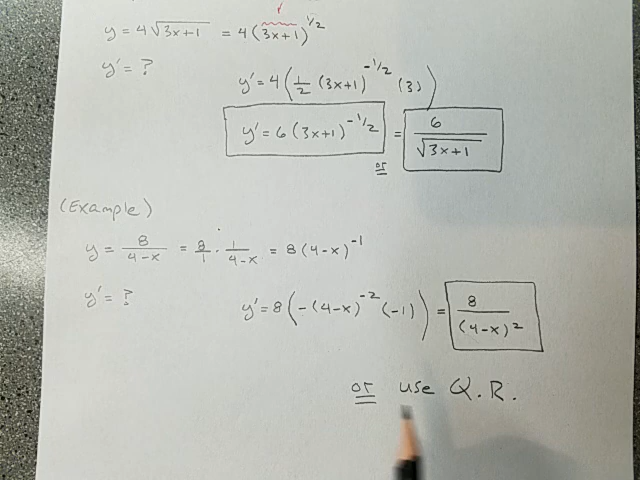 y = 4√3x+1 = 4(3x+1)^1/2
y' = ?
y' = 4(1/2 (3x+1)^-1/2 (3))
y' = 6(3x+1)^-1/2 = 6/√3x+1
or
(Example)
y = 8/4-x = 8/1 · 1/4-x = 8(4-x)^-1
y' = ?
y' = 8(-(4-x)^-2 (-1)) = 8/(4-x)^2
or use Q.R.